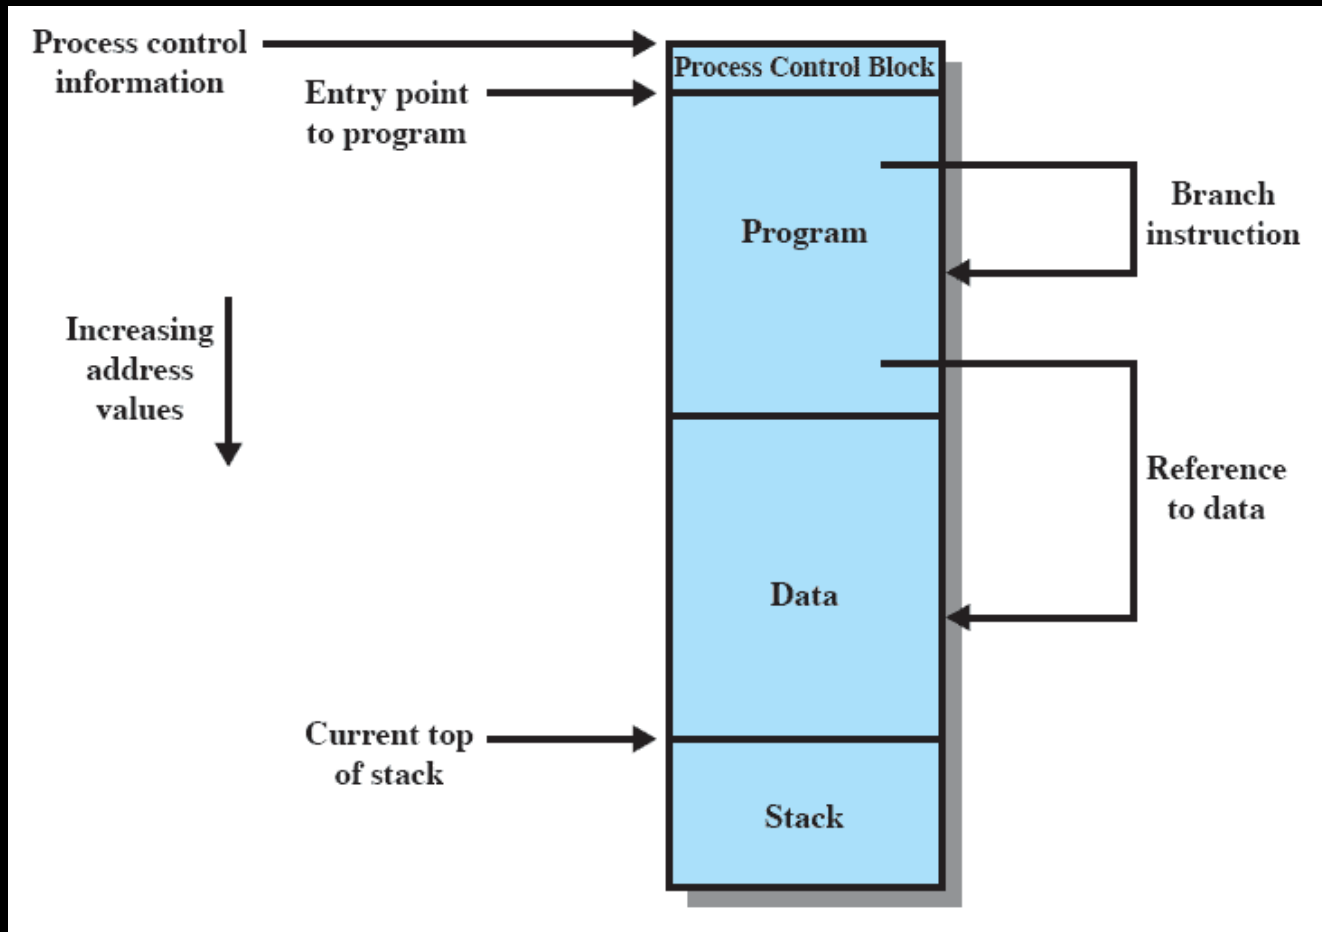 Process control
information
Process Control Block
Entry point
to program
Branch
instruction
Program
Increasing
address
values
Reference
to data
Data
Current top
of stack
Stack